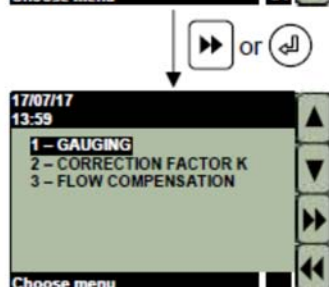 Choose menu
or
17/07/17
13:59
1 – GAUGING
2 – CORRECTION FACTOR K
3 – FLOW COMPENSATION
Choose menu